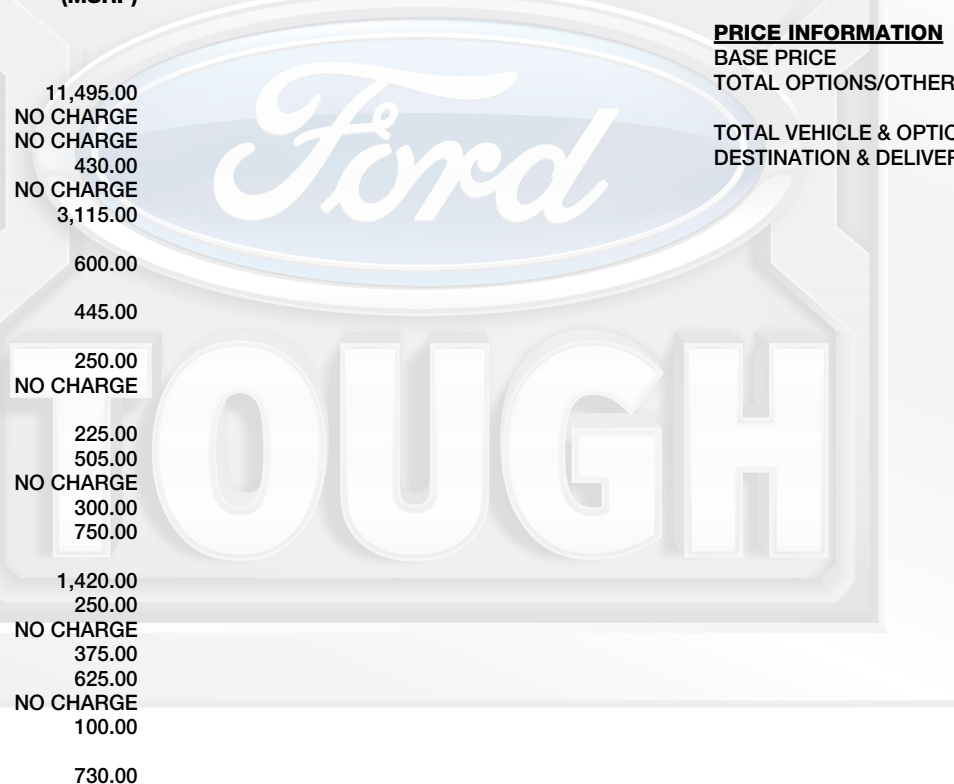 (MSRP)
11,495.00
NO CHARGE
NO CHARGE
430.00
NO CHARGE
3,115.00
600.00
445.00
250.00
NO CHARGE
225.00
505.00
NO CHARGE
300.00
750.00
1,420.00
250.00
NO CHARGE
375.00
625.00
NO CHARGE
100.00
730.00
PRICE INFORMATION
BASE PRICE
TOTAL OPTIONS/OTHER
TOTAL VEHICLE & OPTIO
DESTINATION & DELIVER
Ford
TOUGH